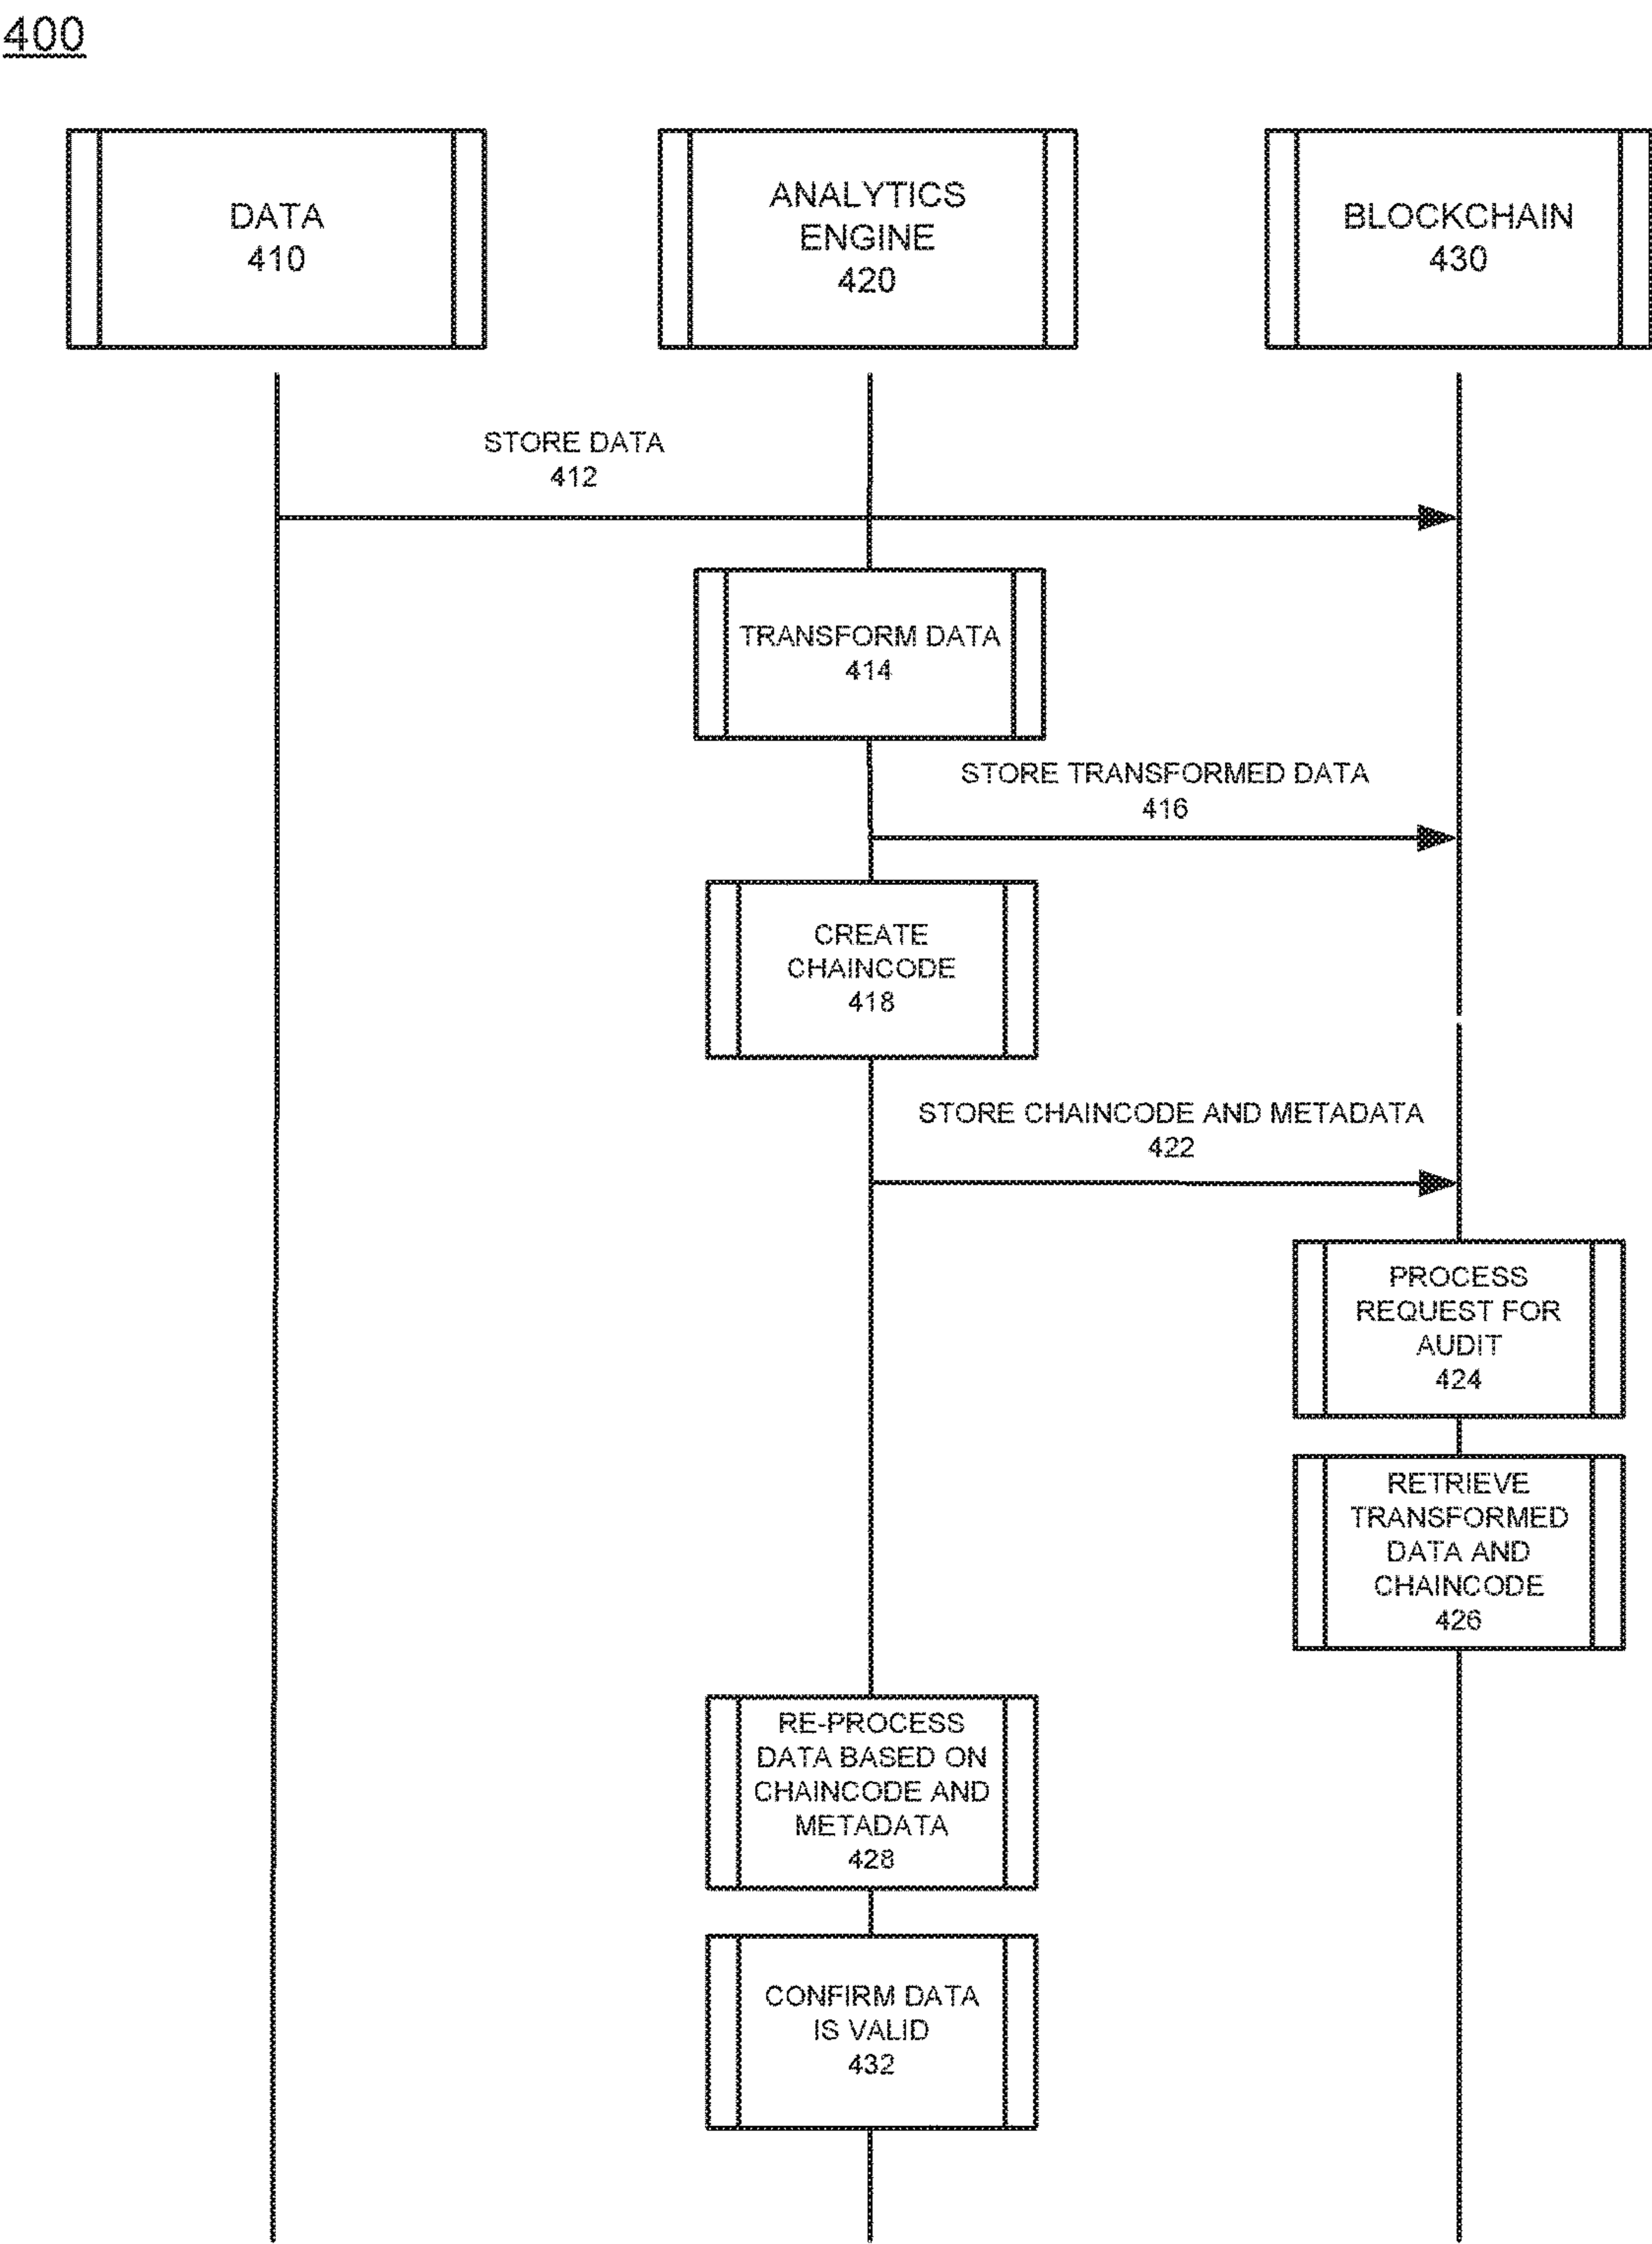 400
DATA
410
ANALYTICS
ENGINE
420
BLOCKCHAIN
430
STORE DATA
412
TRANSFORM DATA
414
STORE TRANSFORMED DATA
416
CREATE
CHAINCODE
418
STORE CHAINCODE AND METADATA
422
PROCESS
REQUEST FOR
AUDIT
424
RETRIEVE
TRANSFORMED
DATA AND
CHAINCODE
426
RE-PROCESS
DATA BASED ON
CHAINCODE AND
METADATA
428
CONFIRM DATA
IS VALID
432